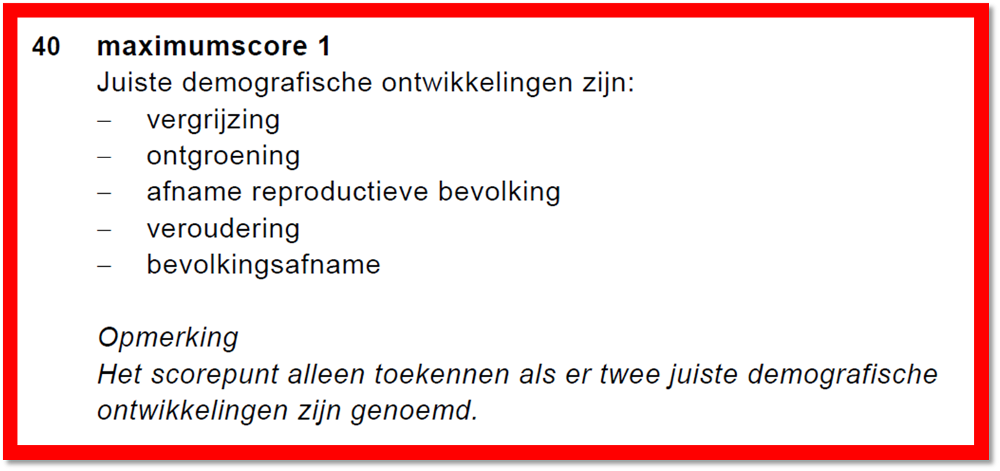 40 maximumscore 1
Juiste demografische ontwikkelingen zijn:
– vergrijzing
– ontgroening
– afname reproductieve bevolking
– veroudering
– bevolkingsafname
Opmerking
Het scorepunt alleen toekennen als er twee juiste demografische
ontwikkelingen zijn genoemd.